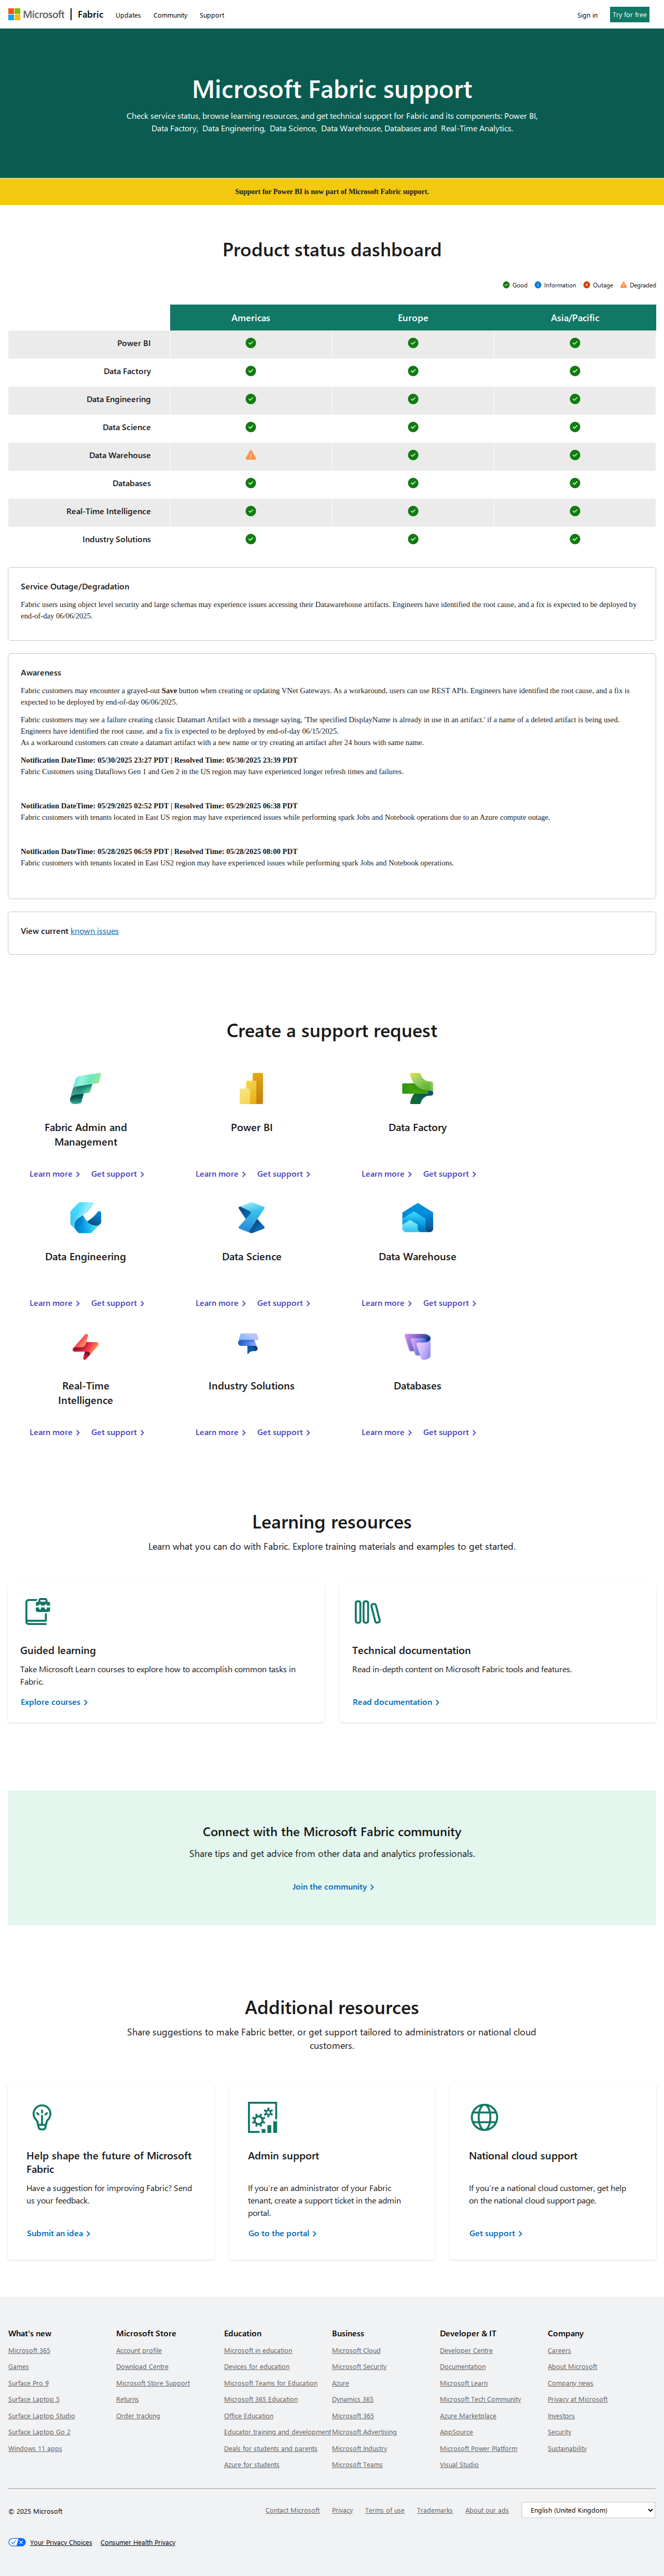 Microsoft | Fabric Updates Community Support Sign in Try for free
Microsoft Fabric support
Check service status, browse learning resources, and get technical support for Fabric and its components: Power BI,
Data Factory, Data Engineering, Data Science, Data Warehouse, Databases and Real-Time Analytics.
Support for Power BI is now part of Microsoft Fabric support.
Product status dashboard
Good Information Outage Degraded
Americas Europe Asia/Pacific
Power BI
Data Factory
Data Engineering
Data Science
Data Warehouse
Databases
Real-Time Intelligence
Industry Solutions
Service Outage/Degradation
Fabric users using object level security and large schemas may experience issues accessing their Datawarehouse artifacts. Engineers have identified the root cause, and a fix is expected to be deployed by
end-of-day 06/06/2025.
Awareness
Fabric customers may encounter a grayed-out Save button when creating or updating VNet Gateways. As a workaround, users can use REST APIs. Engineers have identified the root cause, and a fix is
expected to be deployed by end-of-day 06/06/2025.
Fabric customers may see a failure creating classic Datamart Artifact with a message saying, 'The specified DisplayName is already in use in an artifact.' if a name of a deleted artifact is being used.
Engineers have identified the root cause, and a fix is expected to be deployed by end-of-day 06/15/2025.
As a workaround customers can create a datamart artifact with a new name or try creating an artifact after 24 hours with same name.
Notification DateTime: 05/30/2025 23:27 PDT | Resolved Time: 05/30/2025 23:39 PDT
Fabric Customers using Dataflows Gen 1 and Gen 2 in the US region may have experienced longer refresh times and failures.
Notification DateTime: 05/29/2025 02:52 PDT | Resolved Time: 05/29/2025 06:38 PDT
Fabric customers with tenants located in East US region may have experienced issues while performing spark Jobs and Notebook operations due to an Azure compute outage.
Notification DateTime: 05/28/2025 06:59 PDT | Resolved Time: 05/28/2025 08:00 PDT
Fabric customers with tenants located in East US2 region may have experienced issues while performing spark Jobs and Notebook operations.
View current known issues
Create a support request
Fabric Admin and
Management
Power BI
Data Factory
Learn more Get support
Learn more Get support
Learn more Get support
Data Engineering
Data Science
Data Warehouse
Learn more Get support
Learn more Get support
Learn more Get support
Real-Time
Intelligence
Industry Solutions
Databases
Learn more Get support
Learn more Get support
Learn more Get support
Learning resources
Learn what you can do with Fabric. Explore training materials and examples to get started.
Guided learning
Take Microsoft Learn courses to explore how to accomplish common tasks in
Fabric.
Explore courses
Technical documentation
Read in-depth content on Microsoft Fabric tools and features.
Read documentation
Connect with the Microsoft Fabric community
Share tips and get advice from other data and analytics professionals.
Join the community
Additional resources
Share suggestions to make Fabric better, or get support tailored to administrators or national cloud
customers.
Help shape the future of Microsoft
Fabric
Have a suggestion for improving Fabric? Send
us your feedback.
Submit an idea
Admin support
If you're an administrator of your Fabric
tenant, create a support ticket in the admin
portal.
Go to the portal
National cloud support
If you're a national cloud customer, get help
on the national cloud support page.
Get support
What's new
Microsoft 365
Games
Surface Pro 9
Surface Laptop 5
Surface Laptop Studio
Surface Laptop Go 2
Windows 11 apps
Microsoft Store
Account profile
Download Centre
Microsoft Store Support
Returns
Order tracking
Education
Microsoft in education
Devices for education
Microsoft Teams for Education
Microsoft 365 Education
Office Education
Educator training and development
Deals for students and parents
Azure for students
Business
Microsoft Cloud
Microsoft Security
Azure
Dynamics 365
Microsoft 365
Microsoft Advertising
Microsoft Industry
Microsoft Teams
Developer & IT
Developer Centre
Documentation
Microsoft Learn
Microsoft Tech Community
Azure Marketplace
AppSource
Microsoft Power Platform
Visual Studio
Company
Careers
About Microsoft
Company news
Privacy at Microsoft
Investors
Security
Sustainability
© 2025 Microsoft Contact Microsoft Privacy Terms of use Trademarks About our ads English (United Kingdom)
Your Privacy Choices Consumer Health Privacy